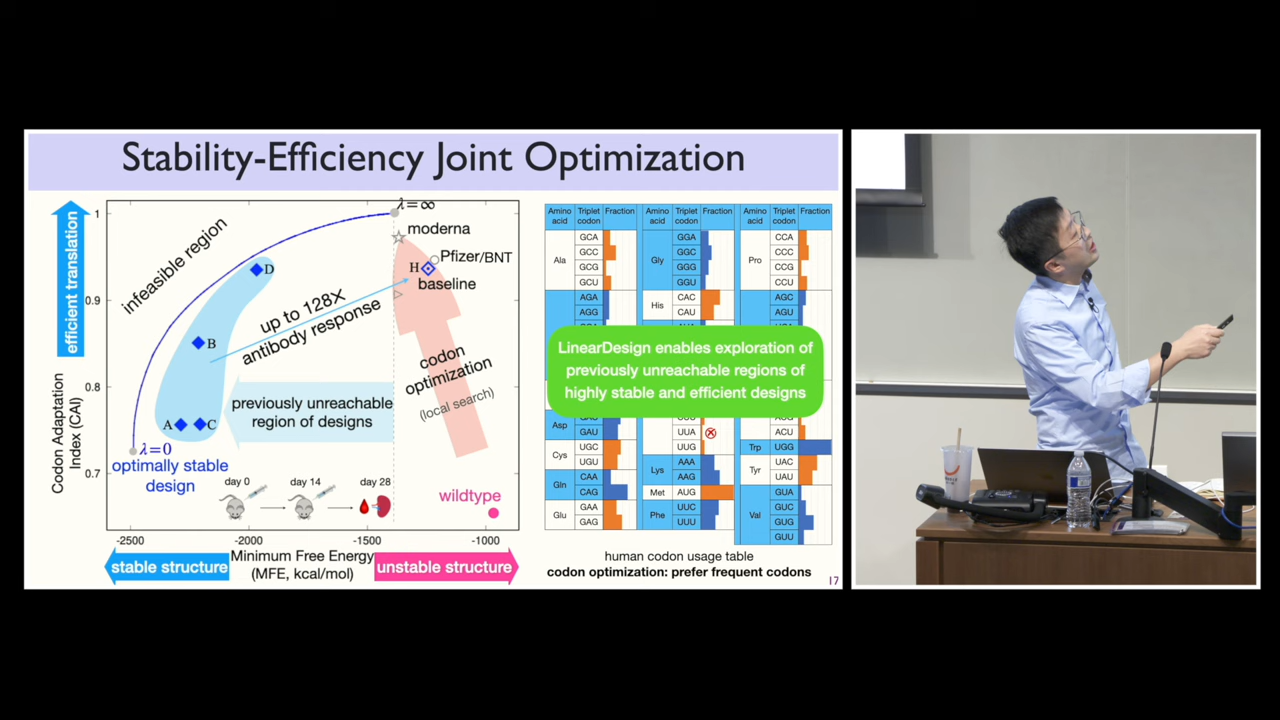 Stability-Efficiency Joint Optimization
efficient translation
Codon Adaptation
Index (CAI)
1
0.9
0.8
0.7
infeasible region
λ=∞
moderna
Pfizer/BNT
H
baseline
D
up to 128X
antibody response
B
codon
optimization
(local search)
previously unreachable
region of designs
A
C
λ=0
optimally stable
design
day 0
day 14
day 28
wildtype
-2500
-2000
-1500
-1000
stable structure
Minimum Free Energy
(MFE, kcal/mol)
unstable structure
Amino acid Triplet codon Fraction Amino acid Triplet codon Fraction Amino acid Triplet codon Fraction
Ala
GCA
GCC
GCG
GCU
AGA
AGG
Asp
GAU
Cys
UGC
UGU
Gln
CAA
CAG
Glu
GAA
GAG
Gly
GGA
GGC
GGG
GGU
His
CAC
CAU
UUA
UUG
Lys
AAA
AAG
Met
AUG
Phe
UUC
UUU
Pro
CCA
CCC
CCG
CCU
AGC
AGU
ACU
Trp
UGG
Tyr
UAC
UAU
Val
GUA
GUC
GUG
GUU
LinearDesign enables exploration of
previously unreachable regions of
highly stable and efficient designs
human codon usage table
codon optimization: prefer frequent codons
17